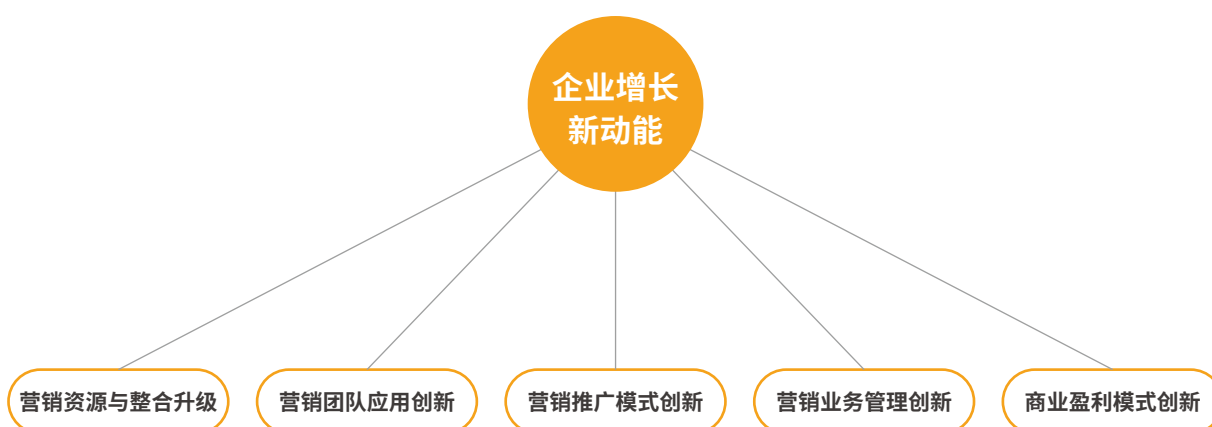 企业增长
新动能
营销资源与整合升级
营销团队应用创新
营销推广模式创新
营销业务管理创新
商业盈利模式创新